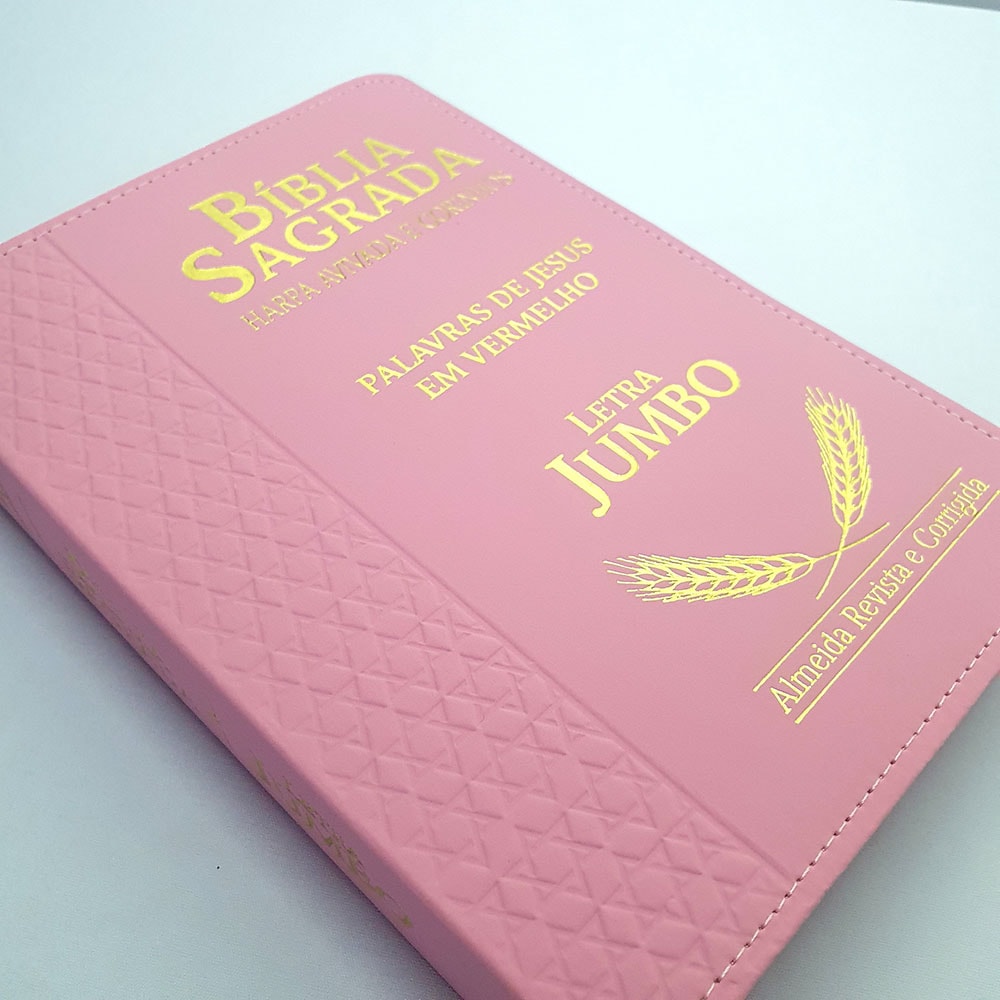 BÍBLIA
SAGRADA
HARPA AVIVADA E CORINHOS
PALAVRAS DE JESUS
EM VERMELHO
LETRA
JUMBO
Almeida Revista e Corrigida